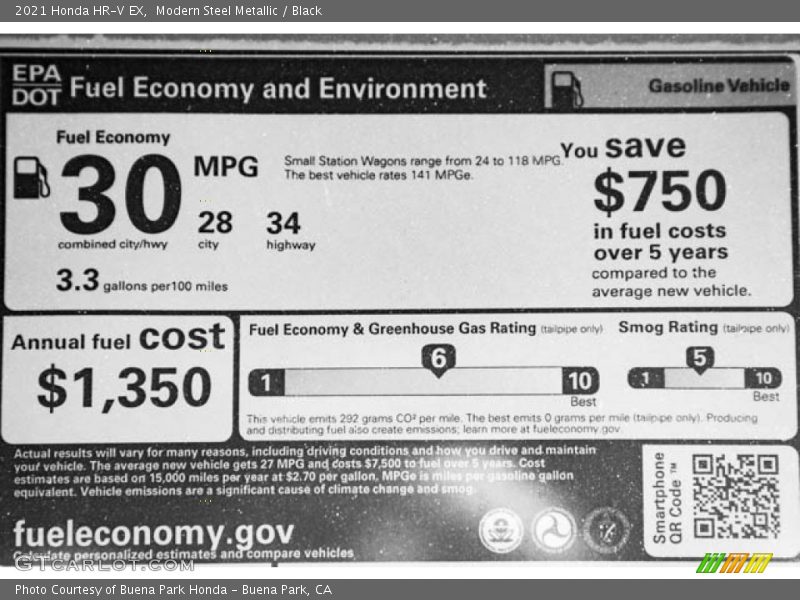 2021 Honda HR-V EX,  Modern Steel Metallic / Black
EPA
DOT
Fuel Economy and Environment
Gasoline Vehicle
Fuel Economy
30
MPG
combined city/hwy
28
city
34
highway
3.3 gallons per 100 miles
Small Station Wagons range from 24 to 118 MPG.
The best vehicle rates 141 MPGe.
You save
$750
in fuel costs
over 5 years
compared to the
average new vehicle.
Annual fuel cost
$1,350
Fuel Economy & Greenhouse Gas Rating (tailpipe only)
6
1
10
Best
Smog Rating (tailpipe only)
5
1
10
Best
This vehicle emits 292 grams CO² per mile. The best emits 0 grams per mile (tailpipe only). Producing
and distributing fuel also create emissions; learn more at fueleconomy.gov.
Actual results will vary for many reasons, including driving conditions and how you drive and maintain
your vehicle. The average new vehicle gets 27 MPG and costs $7,500 to fuel over 5 years. Cost
estimates are based on 15,000 miles per year at $2.70 per gallon. MPGe is miles per gasoline gallon
equivalent. Vehicle emissions are a significant cause of climate change and smog.
fueleconomy.gov
Calculate personalized estimates and compare vehicles
Smartphone
QR Code™
GTcarlot.com
Photo Courtesy of Buena Park Honda - Buena Park, CA